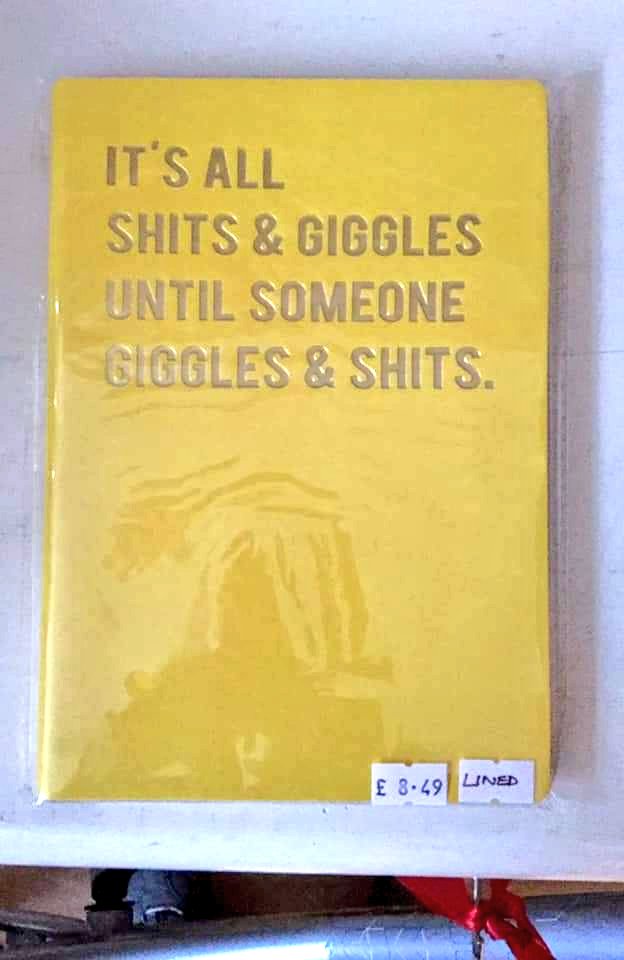 IT'S ALL
SHITS & GIGGLES
UNTIL SOMEONE
GIGGLES & SHITS.
£ 8.49
LINED